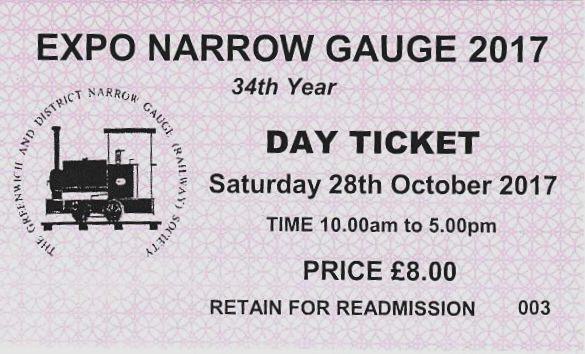 EXPO NARROW GAUGE 2017
34th Year
THE GREENWICH AND DISTRICT NARROW GAUGE (RAILWAY) SOCIETY
DAY TICKET
Saturday 28th October 2017
TIME 10.00am to 5.00pm
PRICE £8.00
RETAIN FOR READMISSION 003